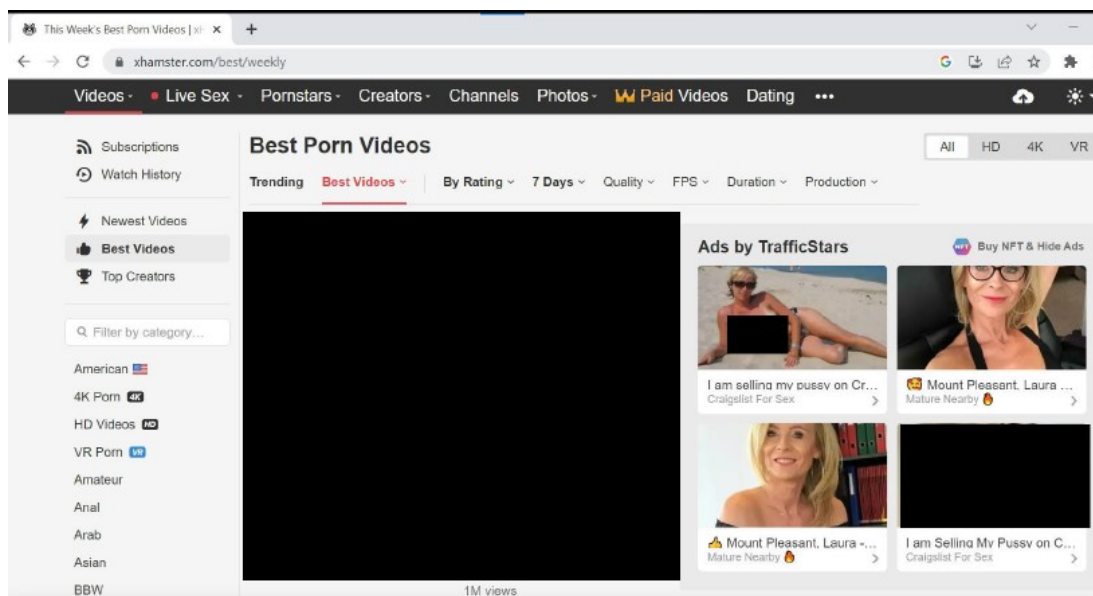 This Week's Best Porn Videos | xH
xhamster.com/best/weekly
Videos Live Sex Pornstars Creators Channels Photos Paid Videos Dating
Subscriptions
Watch History
Newest Videos
Best Videos
Top Creators
Filter by category...
American
4K Porn 4K
HD Videos HD
VR Porn VR
Amateur
Anal
Arab
Asian
BBW
Best Porn Videos
All HD 4K VR
Trending Best Videos By Rating 7 Days Quality FPS Duration Production
1M views
Ads by TrafficStars
NFT Buy NFT & Hide Ads
I am selling my pussy on Cr...
Craigslist For Sex
Mount Pleasant, Laura ...
Mature Nearby
Mount Pleasant, Laura -...
Mature Nearby
I am Selling My Pussy on C...
Craigslist For Sex